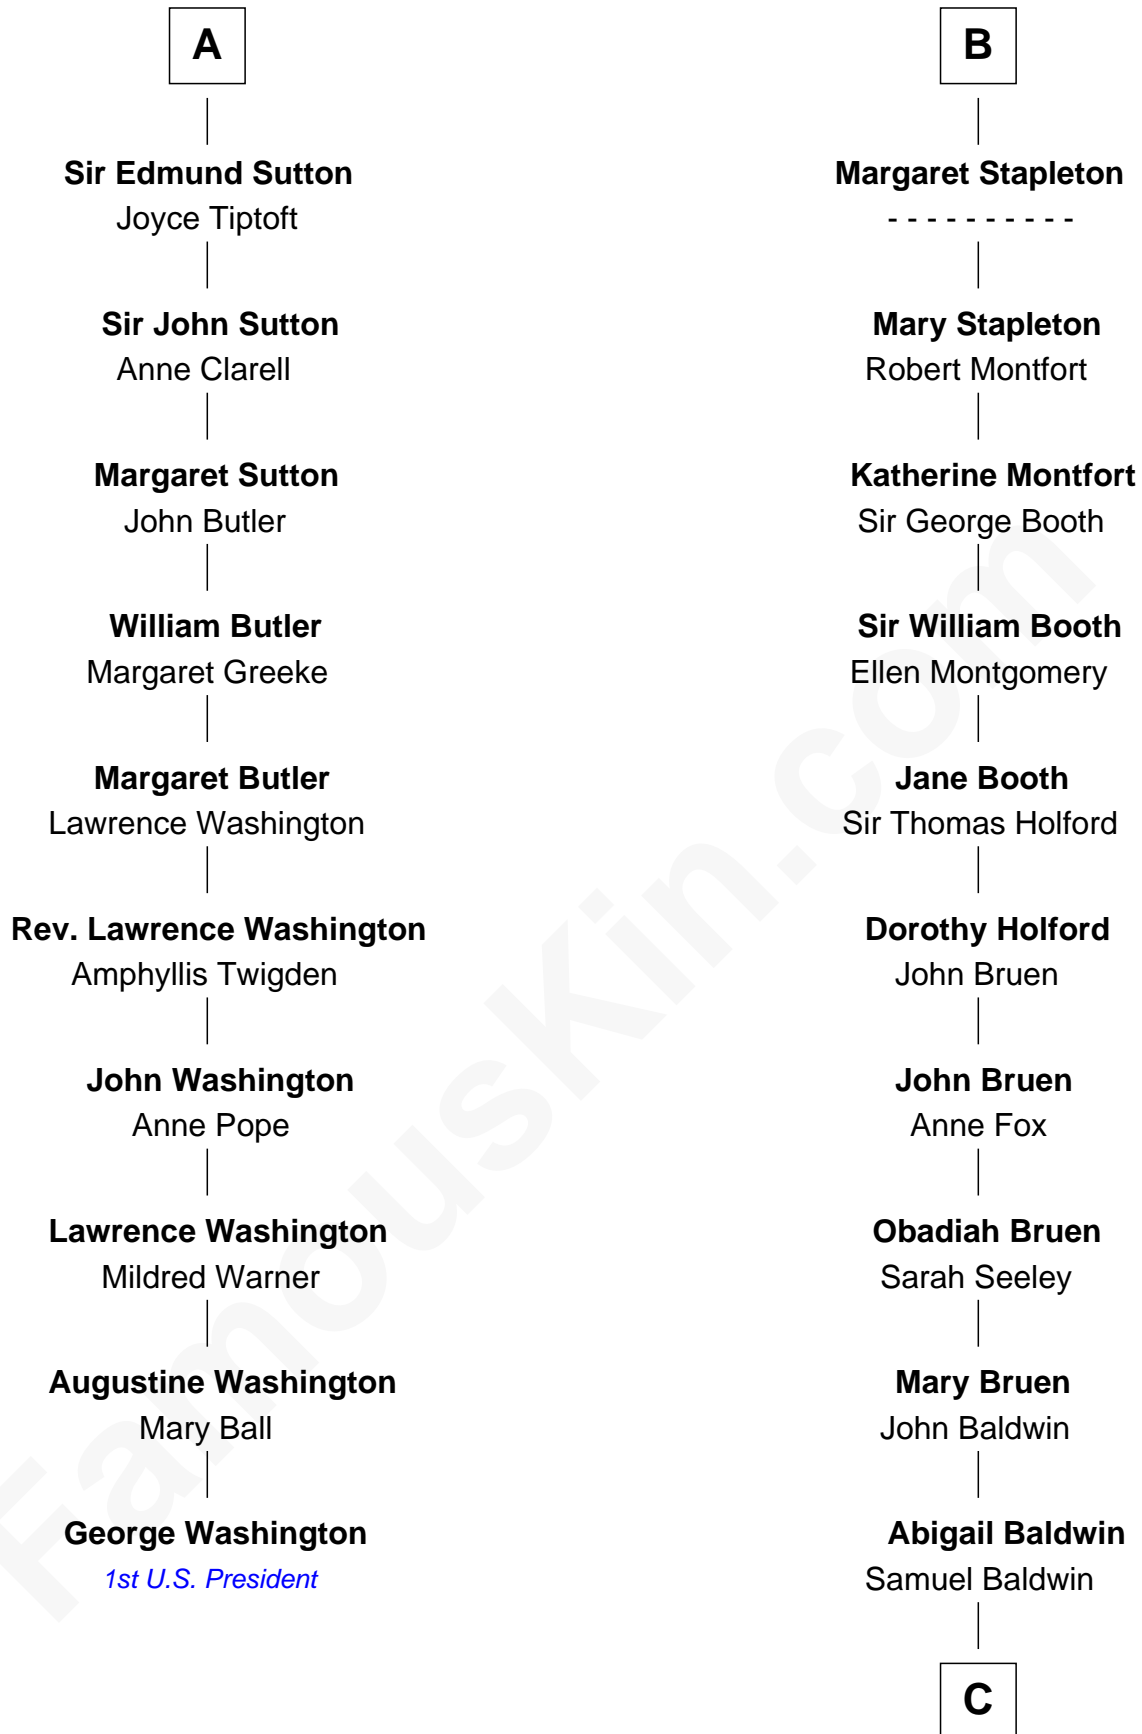 A
Sir Edmund Sutton
Joyce Tiptoft
Sir John Sutton
Anne Clarell
Margaret Sutton
John Butler
William Butler
Margaret Greeke
Margaret Butler
Lawrence Washington
Rev. Lawrence Washington
Amphyllis Twigden
John Washington
Anne Pope
Lawrence Washington
Mildred Warner
Augustine Washington
Mary Ball
George Washington
1st U.S. President
B
Margaret Stapleton
- - - - - - - - - -
Mary Stapleton
Robert Montfort
Katherine Montfort
Sir George Booth
Sir William Booth
Ellen Montgomery
Jane Booth
Sir Thomas Holford
Dorothy Holford
John Bruen
John Bruen
Anne Fox
Obadiah Bruen
Sarah Seeley
Mary Bruen
John Baldwin
Abigail Baldwin
Samuel Baldwin
C
FamousKin.com